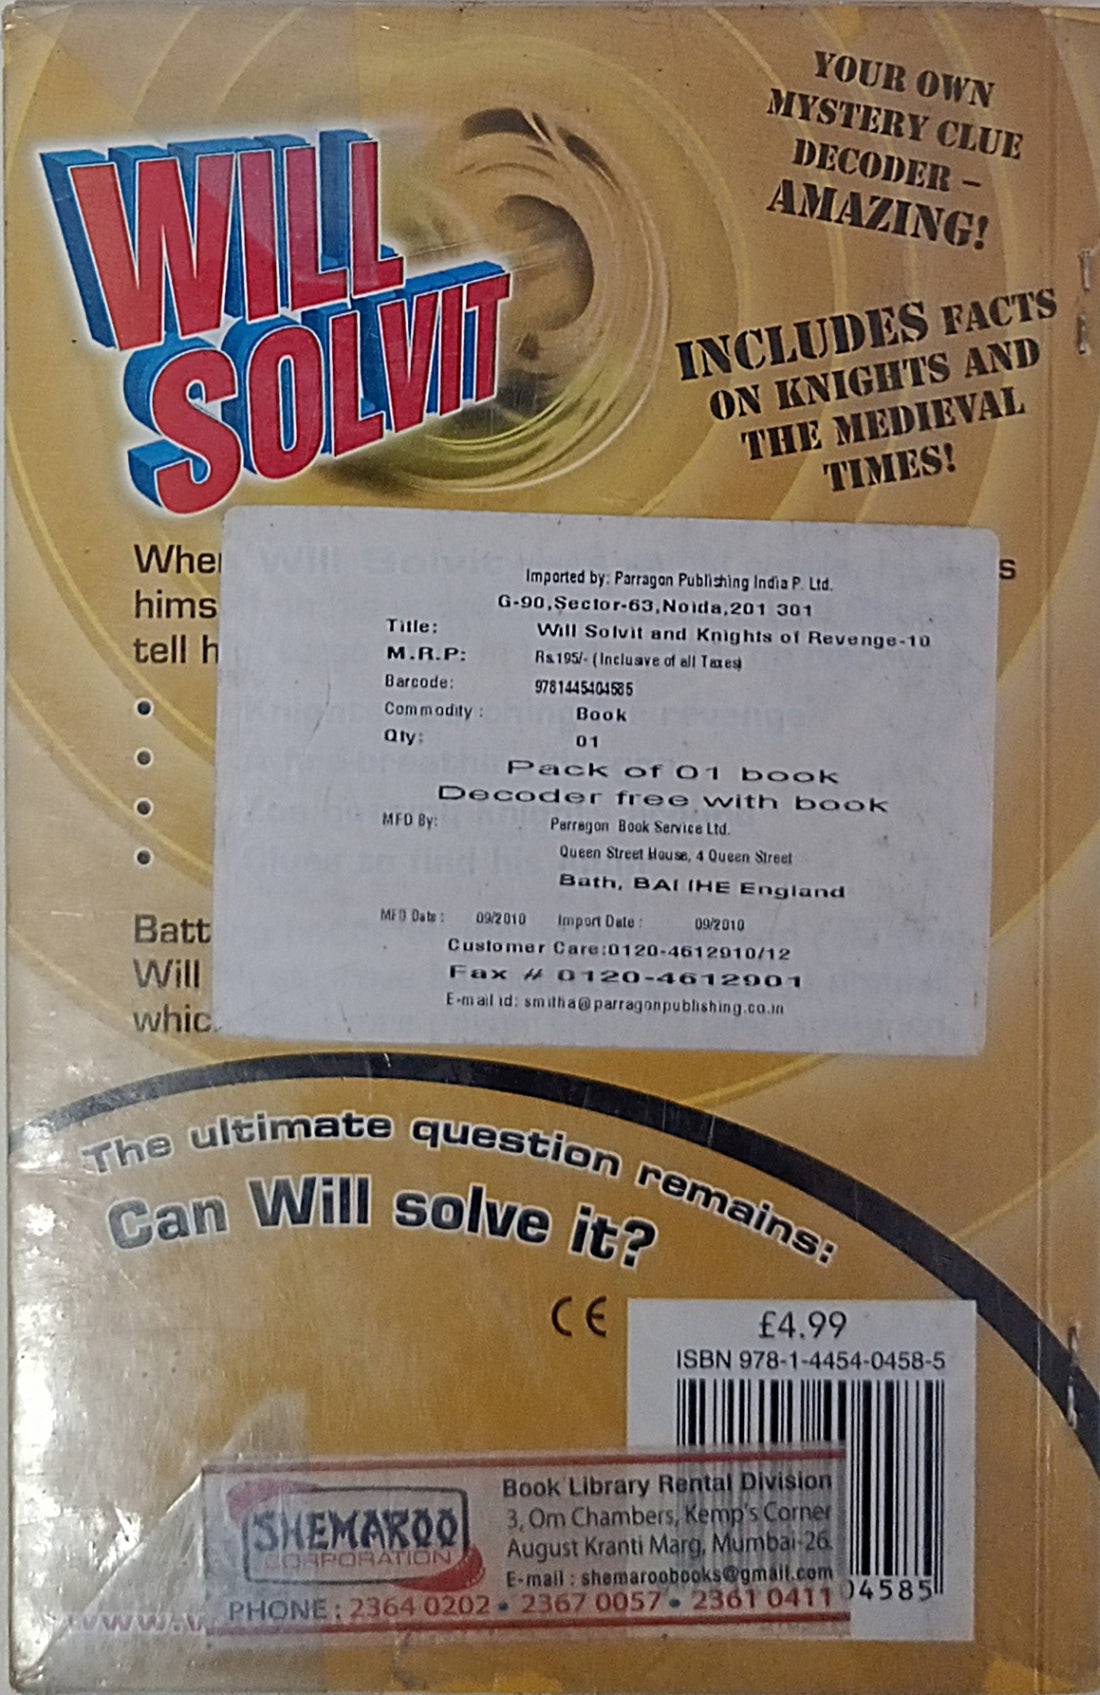 YOUR OWN
MYSTERY CLUE
DECODER –
AMAZING!
WILL
SOLVIT
INCLUDES FACTS
ON KNIGHTS AND
THE MEDIEVAL
TIMES!
Imported by: Parragon Publishing India P. Ltd.
G-90,Sector-63,Noida,201 301
Title: Will Solvit and Knights of Revenge-10
M.R.P: Rs.195/- (Inclusive of all Taxes)
Barcode: 9781445404585
Commodity : Book
Qty: 01
Pack of 01 book
Decoder free with book
MFD By: Parragon Book Service Ltd.
Queen Street House, 4 Queen Street
Bath, BA1 1HE England
MFD Date : 09/2010 Import Date : 09/2010
Customer Care:0120-4612910/12
Fax # 0120-4612901
E-mail id: smitha@parragonpublishing.co.in
tell
Will
The ultimate question remains:
Can Will solve it?
CE
£4.99
ISBN 978-1-4454-0458-5
SHEMAROO
CORPORATION
Book Library Rental Division
3, Om Chambers, Kemp's Corner
August Kranti Marg, Mumbai-26.
E-mail : shemaroobooks@gmail.com
PHONE : 2364 0202 • 2367 0057 • 2361 0411
04585